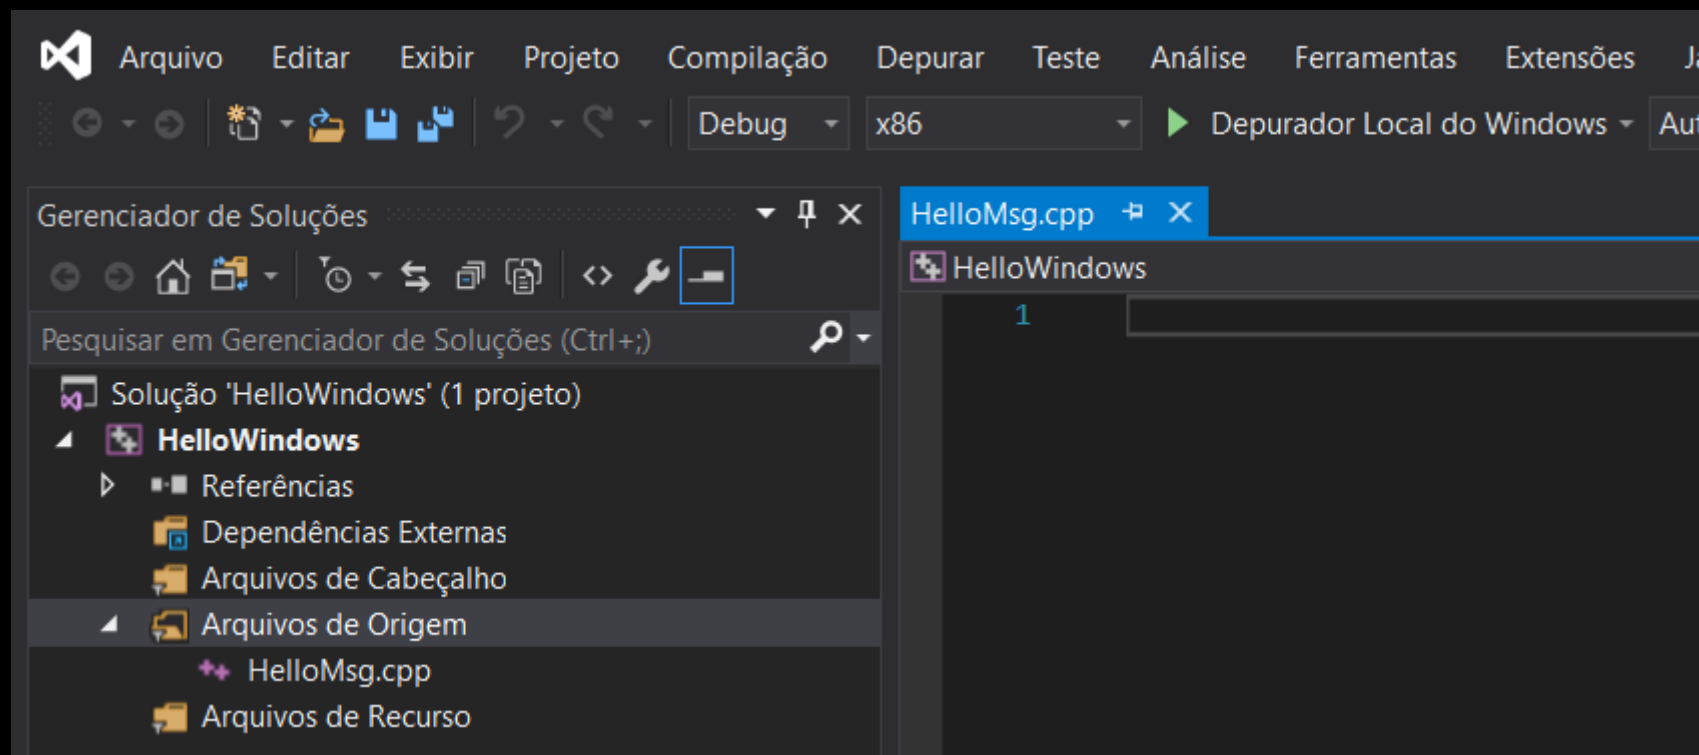 Arquivo Editar Exibir Projeto Compilação Depurar Teste Análise Ferramentas Extensões
Debug x86 Depurador Local do Windows
Gerenciador de Soluções
HelloMsg.cpp
HelloWindows
Pesquisar em Gerenciador de Soluções (Ctrl+;)
1
Solução 'HelloWindows' (1 projeto)
HelloWindows
Referências
Dependências Externas
Arquivos de Cabeçalho
Arquivos de Origem
HelloMsg.cpp
Arquivos de Recurso